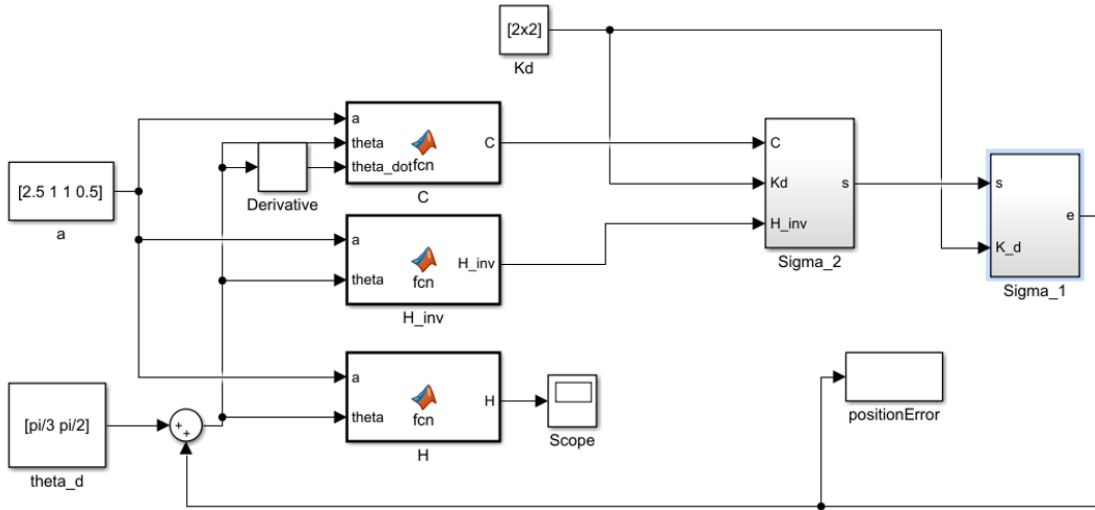 [2x2]
Kd
a
theta
theta_dot
fcn
C
C
Derivative
[2.5 1 1 0.5]
a
a
theta
fcn
H_inv
H_inv
C
Kd
H_inv
s
Sigma_2
s
K_d
e
Sigma_1
a
theta
fcn
H
H
Scope
positionError
[pi/3 pi/2]
theta_d
+
+